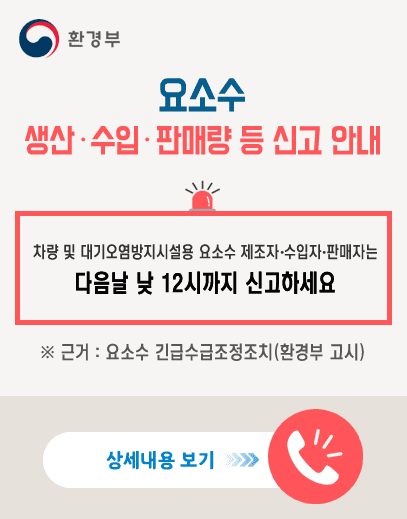 환경부
요소수
생산·수입·판매량 등 신고 안내
차량 및 대기오염방지시설용 요소수 제조자·수입자·판매자는
다음날 낮 12시까지 신고하세요
※ 근거 : 요소수 긴급수급조정조치(환경부 고시)
상세내용 보기